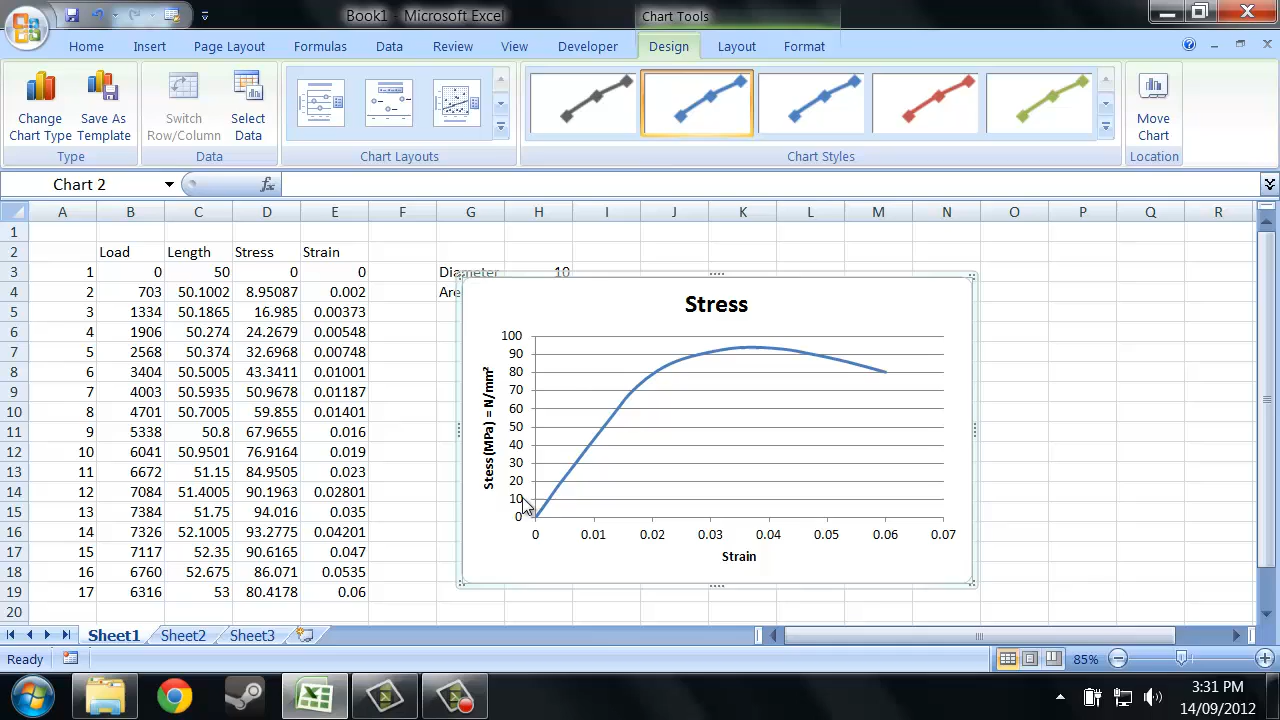 Book1 - Microsoft Excel
Chart Tools
Home Insert Page Layout Formulas Data Review View Developer Design Layout Format
Change Chart Type
Save As Template
Switch Row/Column
Select Data
Move Chart
Type Data Chart Layouts Chart Styles Location
Chart 2 fx
A B C D E F G H I J K L M N O P Q R
1
2 Load Length Stress Strain
3 1 0 50 0 0 Diameter 10
4 2 703 50.1002 8.95087 0.002 Are
5 3 1334 50.1865 16.985 0.00373
6 4 1906 50.274 24.2679 0.00548
7 5 2568 50.374 32.6968 0.00748
8 6 3404 50.5005 43.3411 0.01001
9 7 4003 50.5935 50.9678 0.01187
10 8 4701 50.7005 59.855 0.01401
11 9 5338 50.8 67.9655 0.016
12 10 6041 50.9501 76.9164 0.019
13 11 6672 51.15 84.9505 0.023
14 12 7084 51.4005 90.1963 0.02801
15 13 7384 51.75 94.016 0.035
16 14 7326 52.1005 93.2775 0.04201
17 15 7117 52.35 90.6165 0.047
18 16 6760 52.675 86.071 0.0535
19 17 6316 53 80.4178 0.06
20
Stress
Stess (MPa) = N/mm²
100
90
80
70
60
50
40
30
20
10
0
0 0.01 0.02 0.03 0.04 0.05 0.06 0.07
Strain
Sheet1 Sheet2 Sheet3
Ready 85%
3:31 PM
14/09/2012